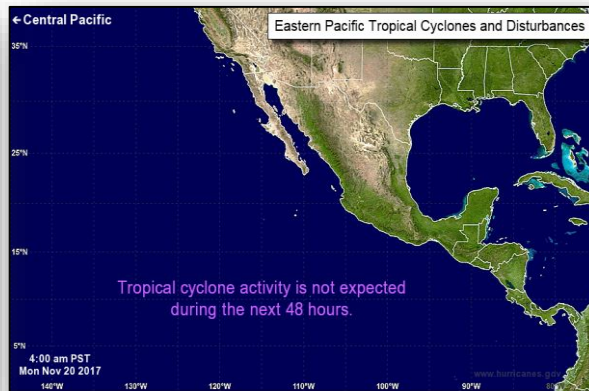 ←Central Pacific
Eastern Pacific Tropical Cyclones and Disturbances
35°N
25°N
15°N
Tropical cyclone activity is not expected
during the next 48 hours.
5°N
4:00 am PST
Mon Nov 20 2017
www.hurricanes.gov
140°W 130°W 120°W 110°W 100°W 90°W 80°